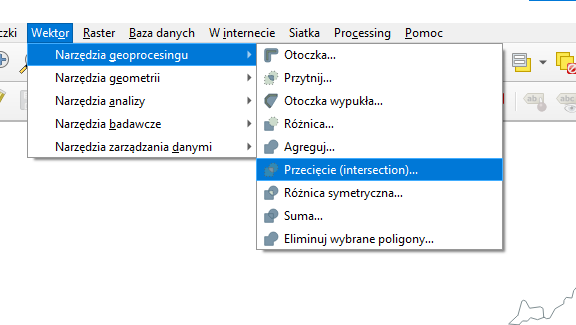 Wektor Raster Baza danych W internecie Siatka Processing Pomoc
Narzędzia geoprocesingu
Narzędzia geometrii
Narzędzia analizy
Narzędzia badawcze
Narzędzia zarządzania danymi
Otoczka...
Przytnij...
Otoczka wypukła...
Różnica...
Agreguj...
Przecięcie (intersection)...
Różnica symetryczna...
Suma...
Eliminuj wybrane poligony...
abc